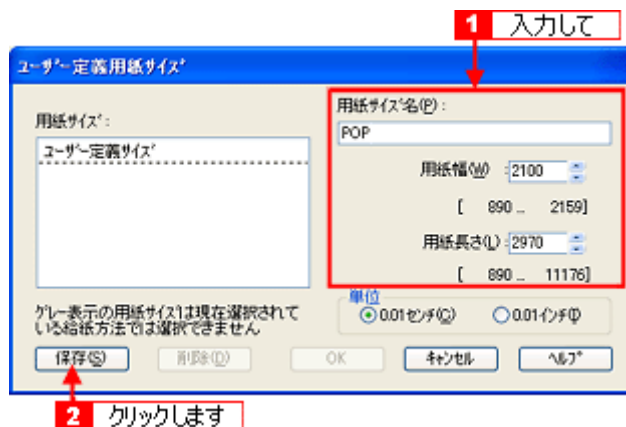 1 入力して
ユーザー定義用紙サイズ
用紙サイズ:
ユーザー定義サイズ
用紙サイズ名(P):
POP
用紙幅(W) :2100
[ 890 ... 2159]
用紙長さ(L):2970
[ 890 ... 11176]
グレー表示の用紙サイズは現在選択されて
いる給紙方法では選択できません
単位
0.01センチ(C) 0.01インチ(I)
保存(S) 削除(D) OK キャンセル ヘルプ
2 クリックします